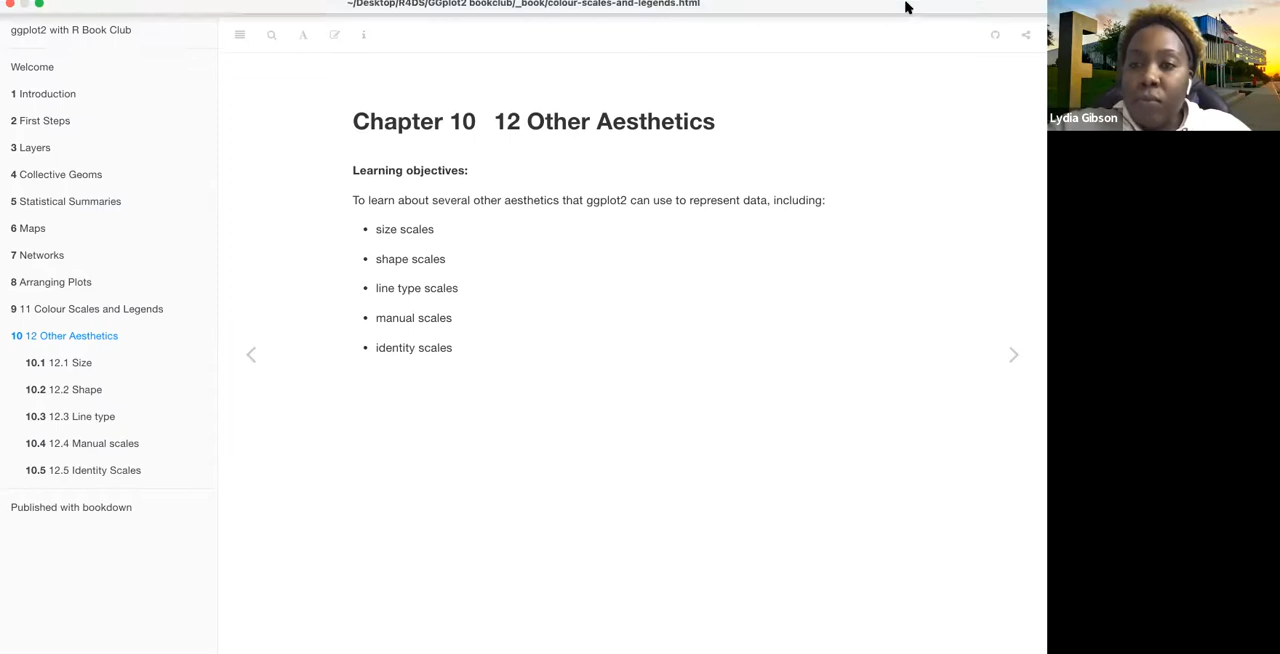 ~/Desktop/R4DS/GGplot2 bookclub/_book/colour-scales-and-legends.html
ggplot2 with R Book Club
Welcome
1 Introduction
2 First Steps
3 Layers
4 Collective Geoms
5 Statistical Summaries
6 Maps
7 Networks
8 Arranging Plots
9 11 Colour Scales and Legends
10 12 Other Aesthetics
10.1 12.1 Size
10.2 12.2 Shape
10.3 12.3 Line type
10.4 12.4 Manual scales
10.5 12.5 Identity Scales
Published with bookdown
Chapter 10 12 Other Aesthetics
Learning objectives:
To learn about several other aesthetics that ggplot2 can use to represent data, including:
• size scales
• shape scales
• line type scales
• manual scales
• identity scales
Lydia Gibson